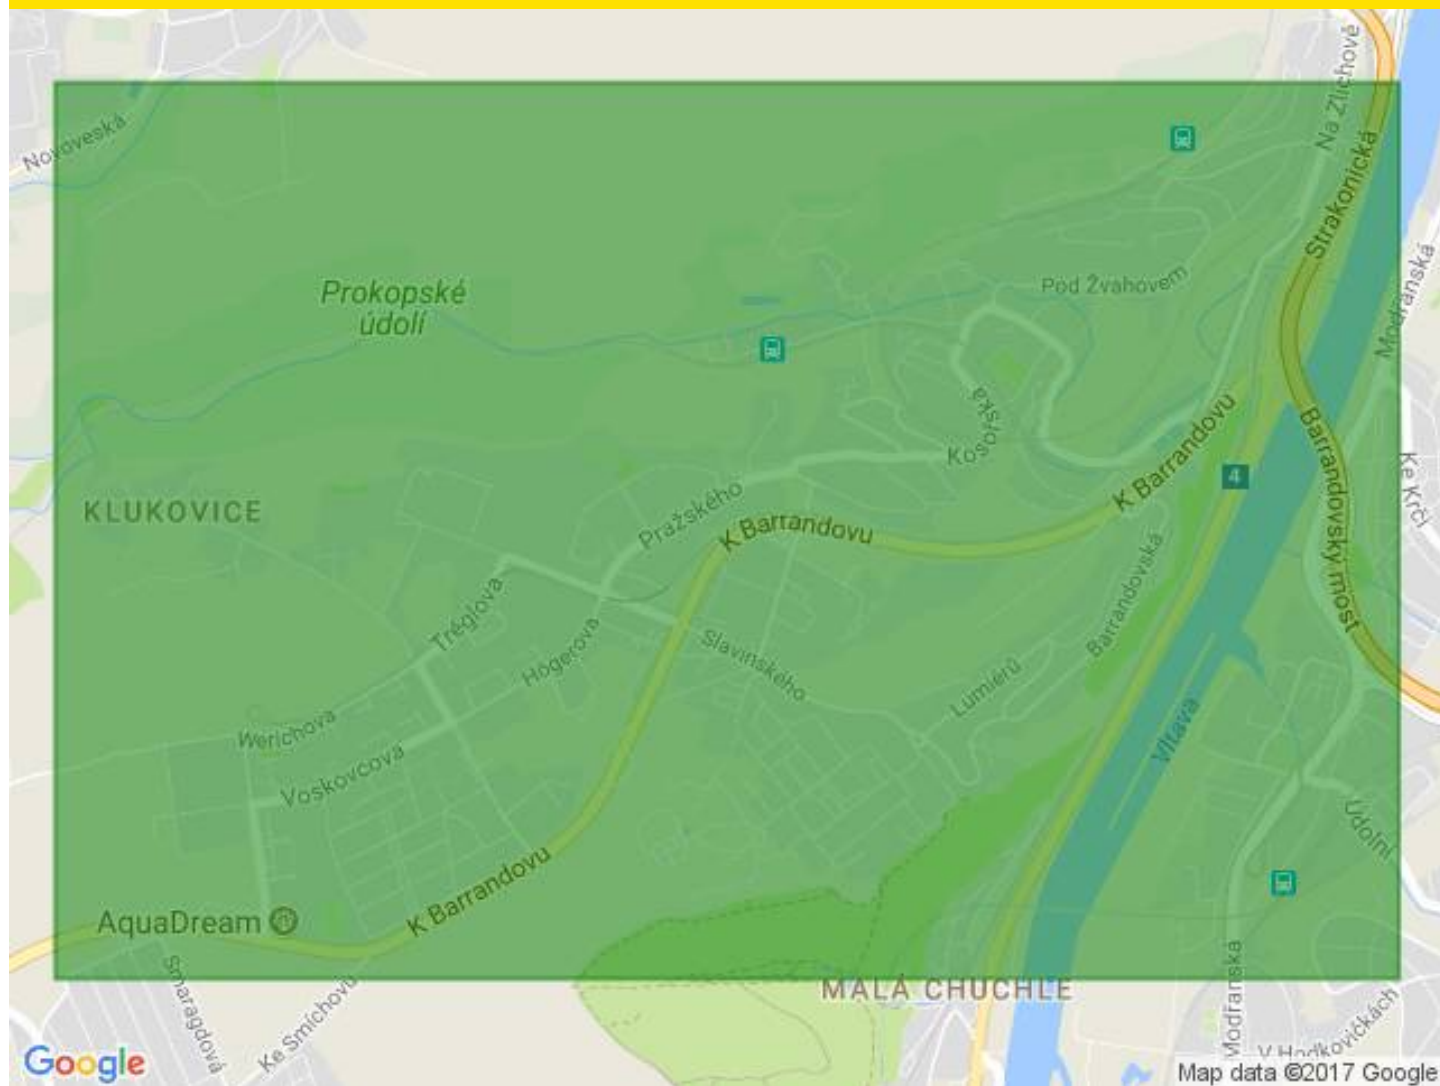 Na Zlíchově
Novoveská
Strakonická
Modřanská
Prokopské
údolí
Pod Žvahovem
Kosořská
K Barrandovu
Barrandovský most
Ke Krči
4
KLUKOVICE
Pražského
K Barrandovu
Barrandovská
Tréglova
Högerova
Slavínského
Lumiérů
Vltava
Werichova
Voskovcova
Údolní
K Barrandovu
AquaDream
Smaragdová
Ke Smíchovu
MALÁ CHUCHLE
Modřanská
V Hodkovičkách
Google
Map data ©2017 Google